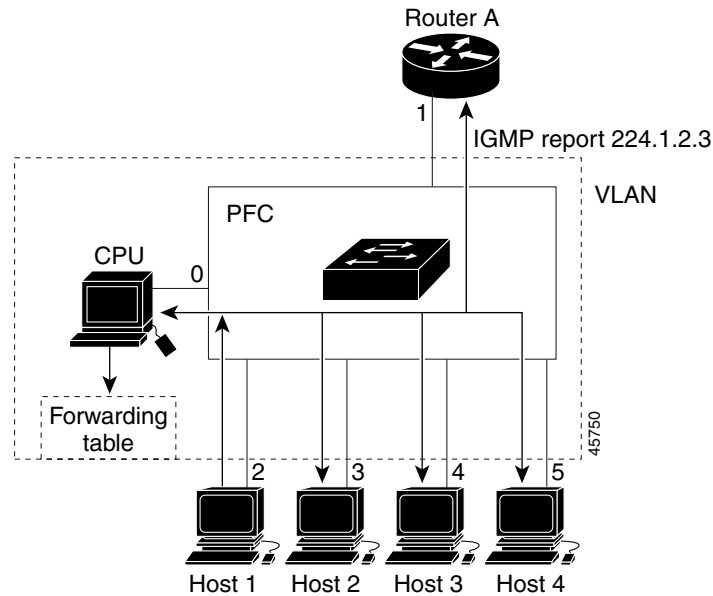 Router A
1
IGMP report 224.1.2.3
VLAN
PFC
CPU
0
Forwarding
table
45750
2
3
4
5
Host 1
Host 2
Host 3
Host 4